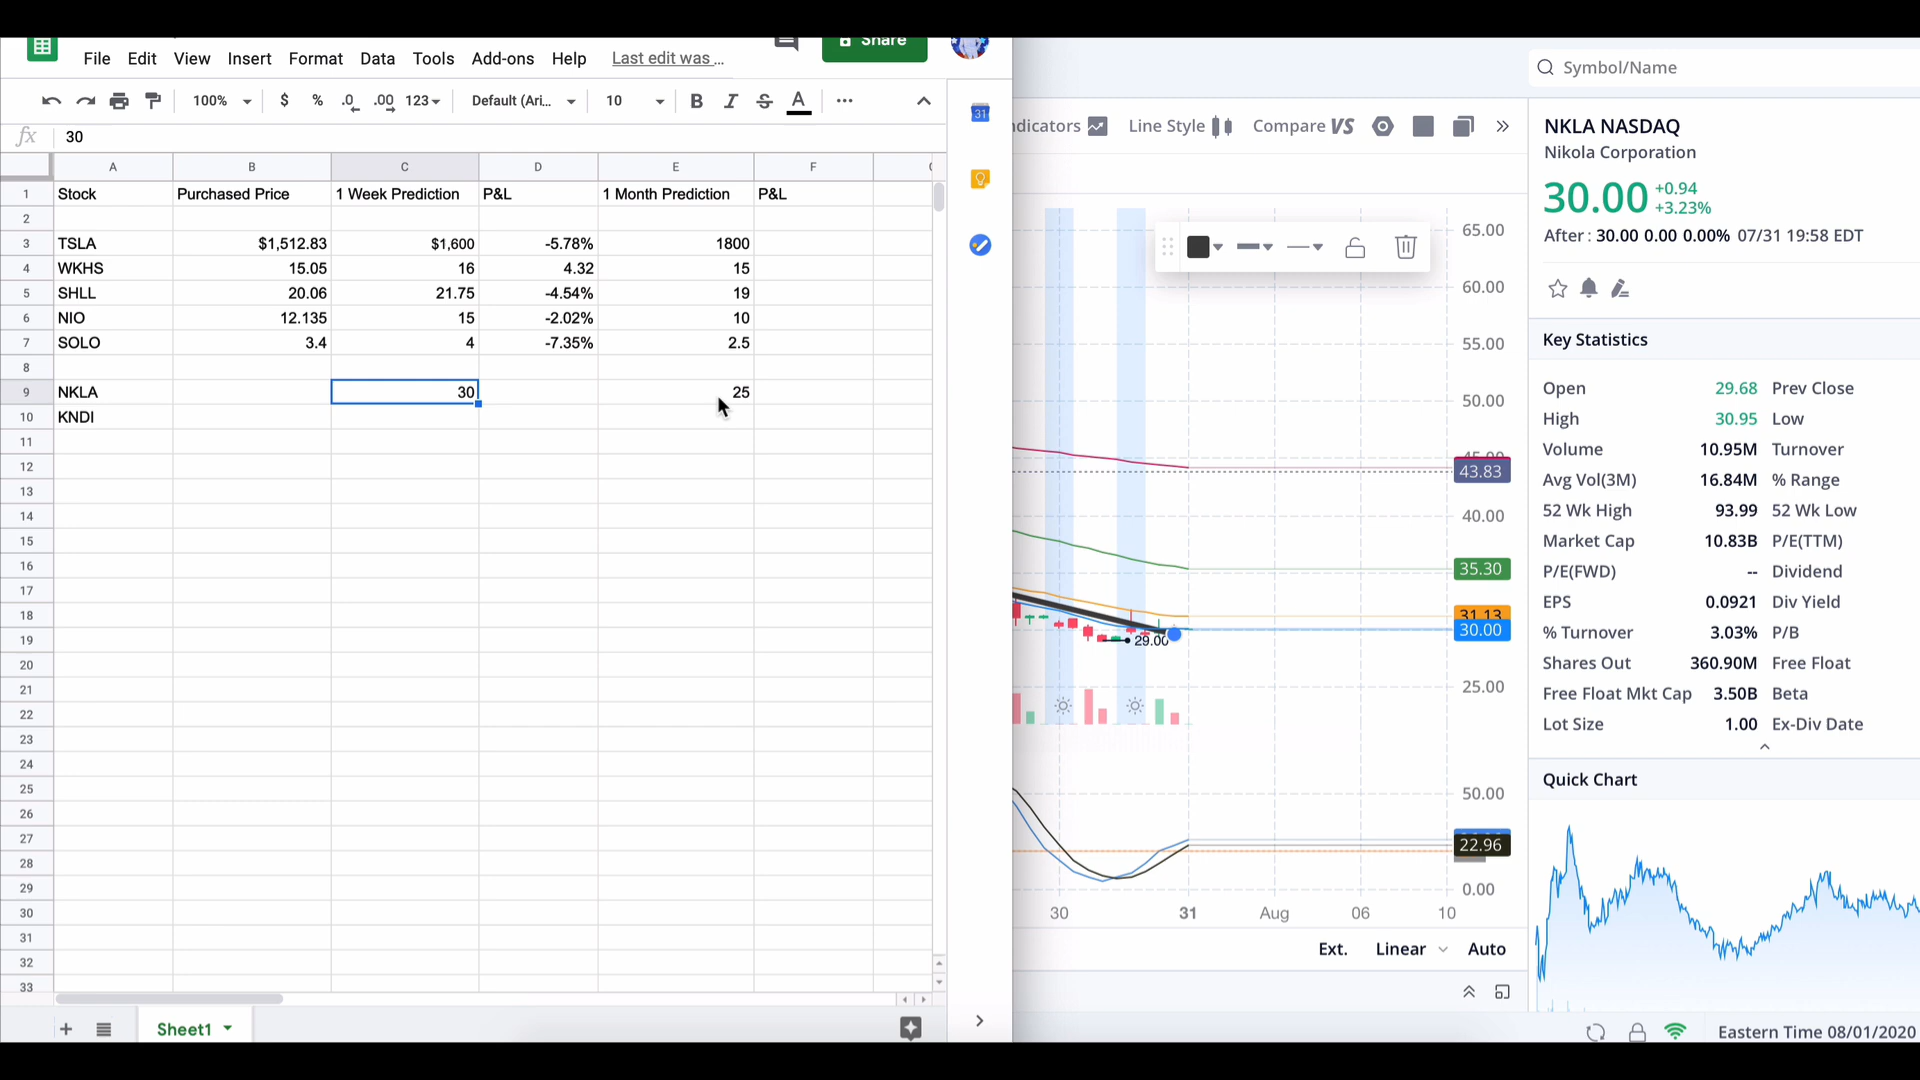 Share
File Edit View Insert Format Data Tools Add-ons Help Last edit was ...
100% $ % .0 .00 123 Default (Ari... 10 B I S A
fx 30
A B C D E F
1 Stock Purchased Price 1 Week Prediction P&L 1 Month Prediction P&L
2
3 TSLA $1,512.83 $1,600 -5.78% 1800
4 WKHS 15.05 16 4.32 15
5 SHLL 20.06 21.75 -4.54% 19
6 NIO 12.135 15 -2.02% 10
7 SOLO 3.4 4 -7.35% 2.5
8
9 NKLA 30 25
10 KNDI
11
12
13
14
15
16
17
18
19
20
21
22
23
24
25
26
27
28
29
30
31
32
33
Sheet1
31
Symbol/Name
ndicators Line Style Compare VS
65.00
60.00
55.00
50.00
43.83
40.00
35.30
31.13
30.00
29.00
25.00
50.00
22.96
0.00
30 31 Aug 06 10
Ext. Linear Auto
NKLA NASDAQ
Nikola Corporation
30.00 +0.94
+3.23%
After : 30.00 0.00 0.00% 07/31 19:58 EDT
Key Statistics
Open 29.68 Prev Close
High 30.95 Low
Volume 10.95M Turnover
Avg Vol(3M) 16.84M % Range
52 Wk High 93.99 52 Wk Low
Market Cap 10.83B P/E(TTM)
P/E(FWD) -- Dividend
EPS 0.0921 Div Yield
% Turnover 3.03% P/B
Shares Out 360.90M Free Float
Free Float Mkt Cap 3.50B Beta
Lot Size 1.00 Ex-Div Date
Quick Chart
Eastern Time 08/01/2020